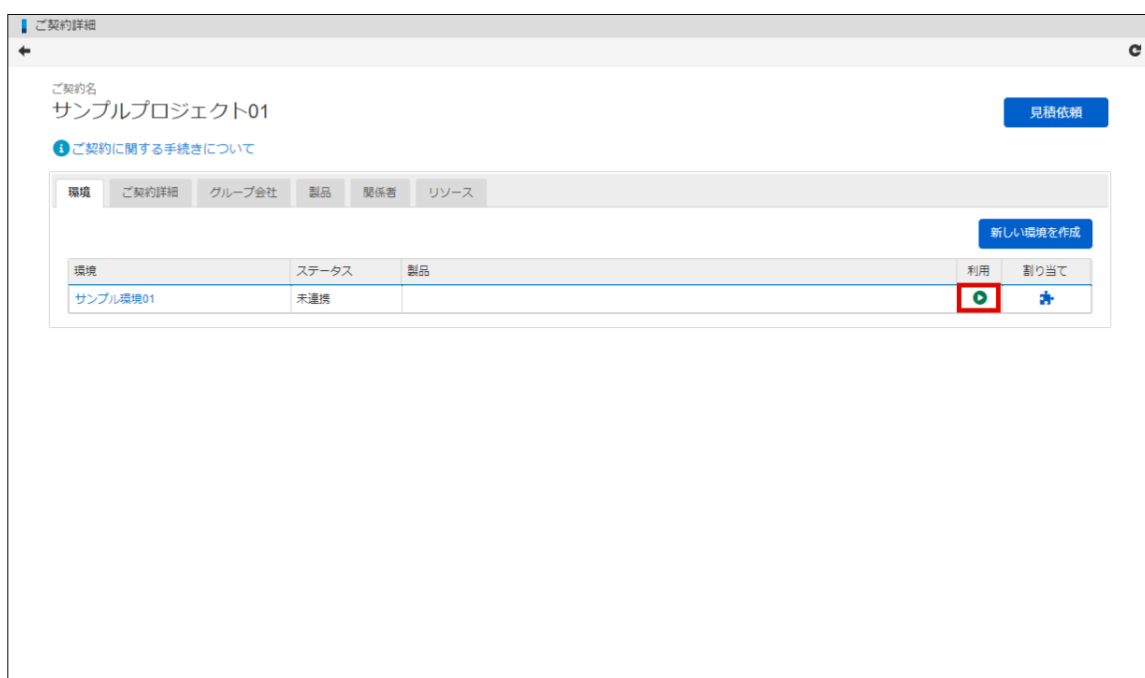 ご契約詳細
ご契約名
サンプルプロジェクト01
見積依頼
ご契約に関する手続きについて
環境 ご契約詳細 グループ会社 製品 関係者 リソース
新しい環境を作成
環境 ステータス 製品 利用 割り当て
サンプル環境01 未連携